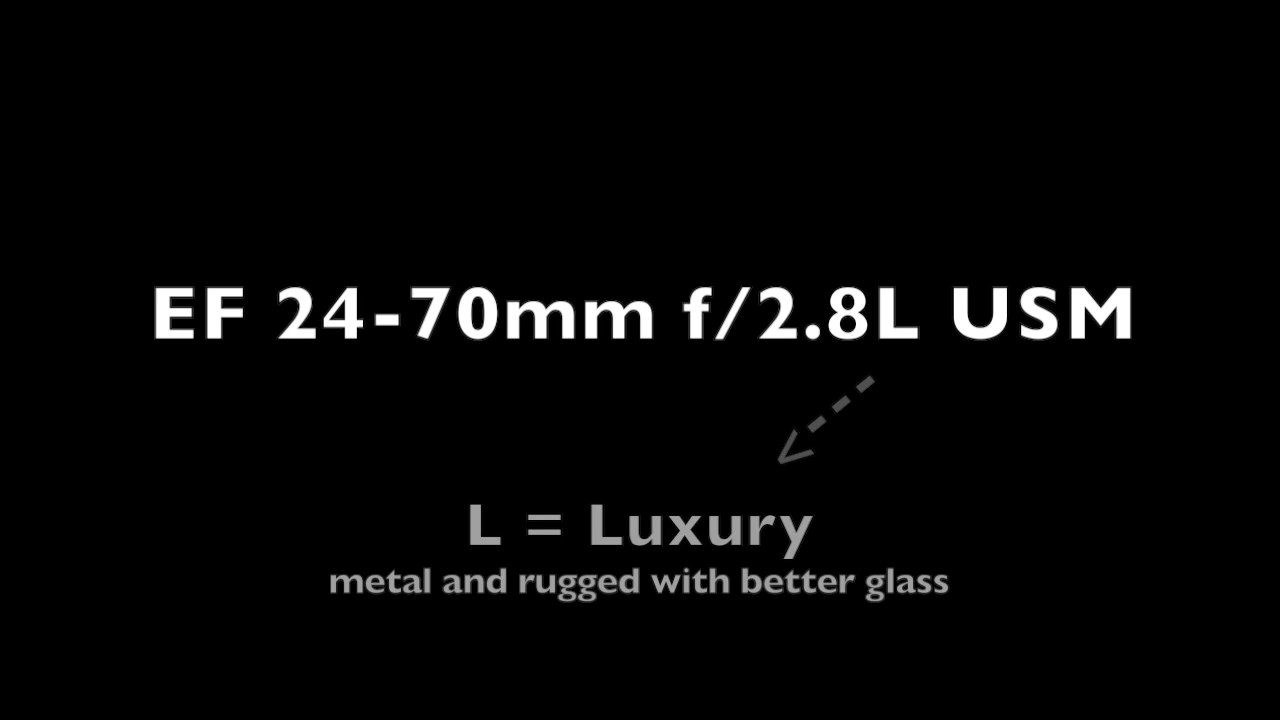 EF 24-70mm f/2.8L USM
L = Luxury
metal and rugged with better glass